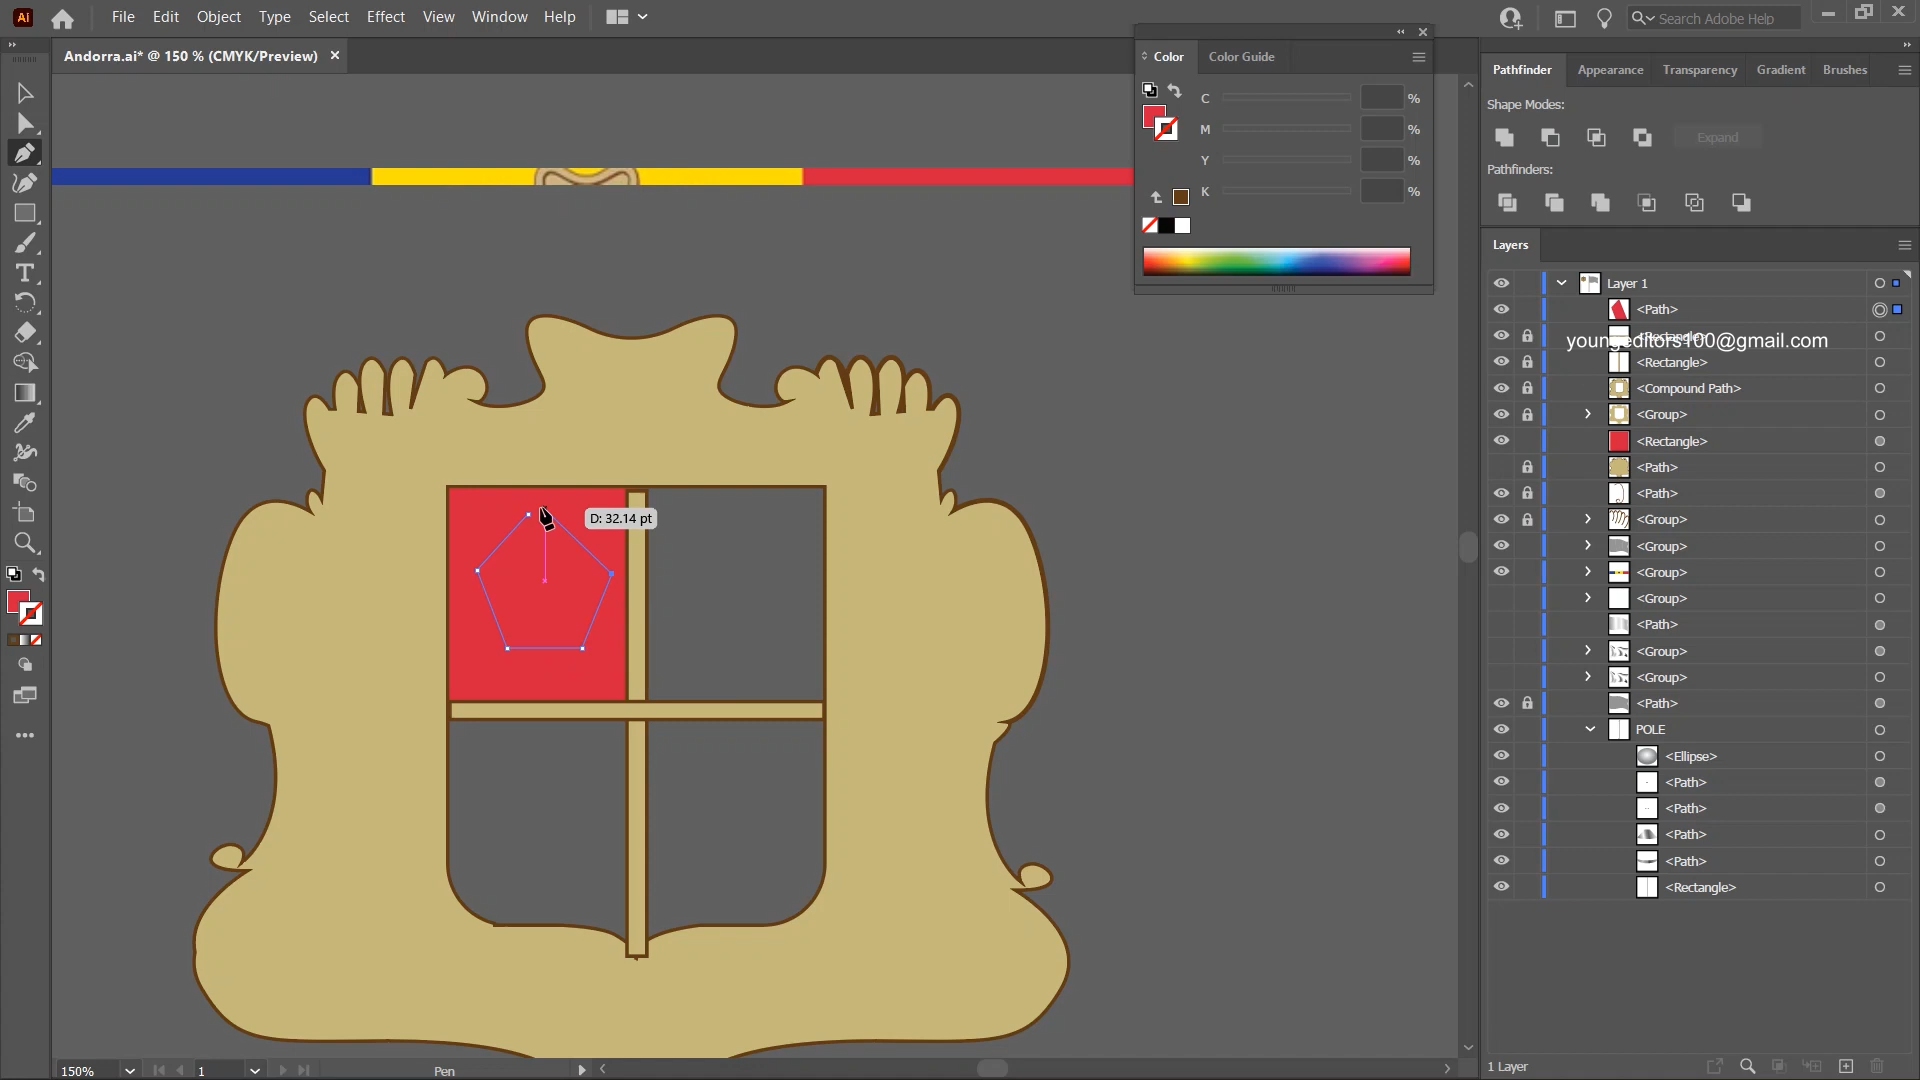 Ai File Edit Object Type Select Effect View Window Help
Search Adobe Help
Andorra.ai* @ 150 % (CMYK/Preview)
Color Color Guide
C %
M %
Y %
K %
Pathfinder Appearance Transparency Gradient Brushes
Shape Modes:
Expand
Pathfinders:
Layers
Layer 1
<Path>
<Rectangle>
youngeditors100@gmail.com
<Rectangle>
<Compound Path>
<Group>
<Rectangle>
<Path>
<Path>
<Group>
<Group>
<Group>
<Group>
<Path>
<Group>
<Group>
<Path>
POLE
<Ellipse>
<Path>
<Path>
<Path>
<Path>
<Rectangle>
D: 32.14 pt
150% 1 Pen
1 Layer